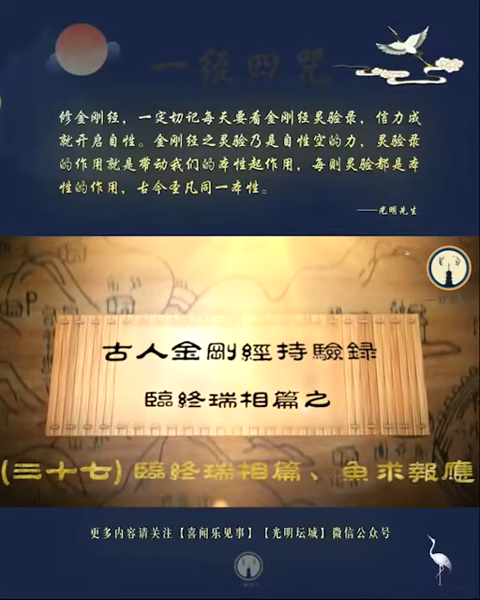 一经四咒
修金刚经，一定切记每天要看金刚经灵验录，信力成
就开启自性。金刚经之灵验乃是自性空的力，灵验录
的作用就是带动我们的本性起作用，每则灵验都是本
性的作用，古今圣凡同一本性。
——光明先生
古人金剛經持驗録
臨終瑞相篇之
(三十七) 臨終瑞相篇、鱼求報應
更多内容请关注【喜闻乐见事】【光明坛城】微信公众号